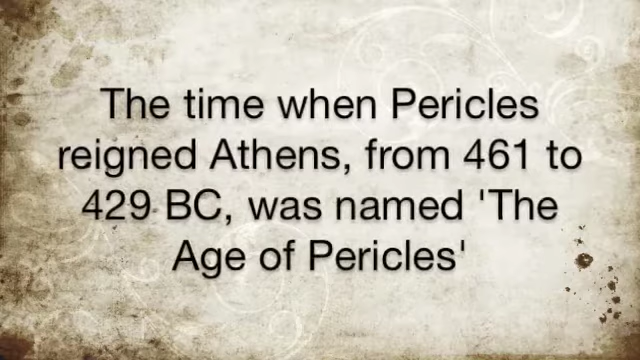 The time when Pericles
reigned Athens, from 461 to
429 BC, was named 'The
Age of Pericles'